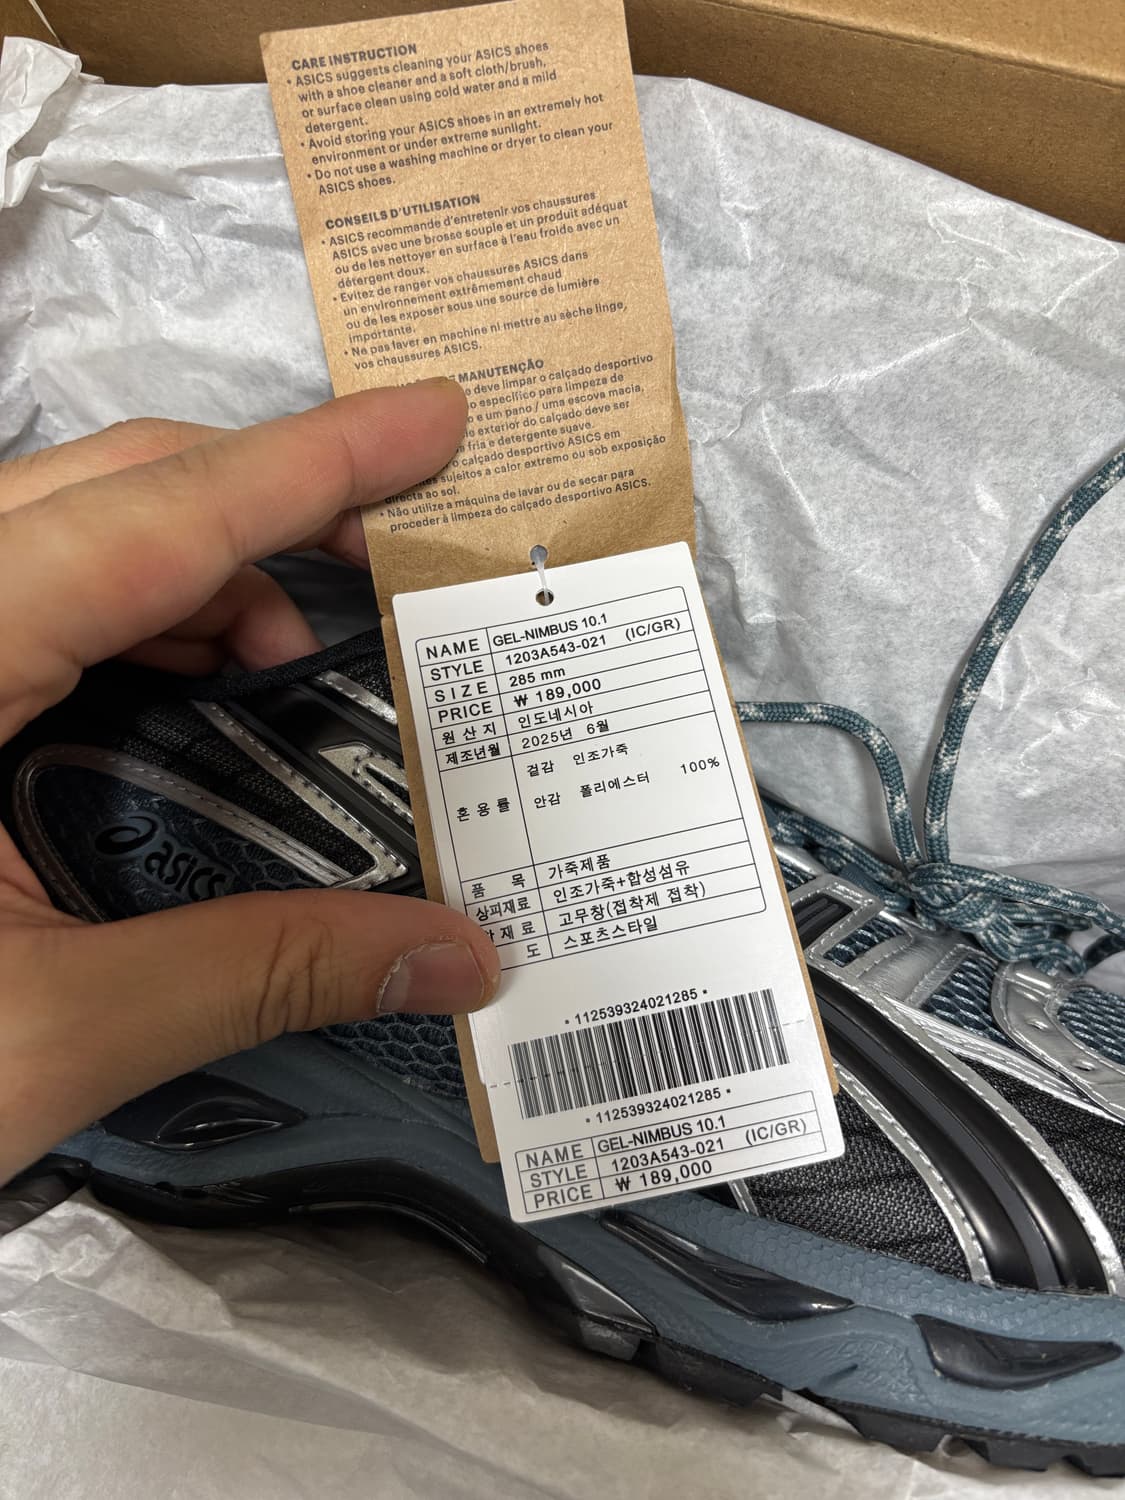 CARE INSTRUCTION
• ASICS suggests cleaning your ASICS shoes
with a shoe cleaner and a soft cloth/brush,
or surface clean using cold water and a mild
detergent.
• Avoid storing your ASICS shoes in an extremely hot
environment or under extreme sunlight.
• Do not use a washing machine or dryer to clean your
ASICS shoes.
CONSEILS D'UTILISATION
• ASICS recommande d'entretenir vos chaussures
ASICS avec une brosse souple et un produit adéquat
ou de les nettoyer en surface à l'eau froide avec un
détergent doux.
• Evitez de ranger vos chaussures ASICS dans
un environnement extrêmement chaud
ou de les exposer sous une source de lumière
importante.
• Ne pas laver en machine ni mettre au sèche linge,
vos chaussures ASICS.
MANUTENÇÃO
deve limpar o calçado desportivo
específico para limpeza de
e um pano / uma escova macia,
exterior do calçado deve ser
fria e detergente suave.
o calçado desportivo ASICS em
sujeitos a calor extremo ou sob exposição
directa ao sol.
• Não utilize a máquina de lavar ou de secar para
proceder à limpeza do calçado desportivo ASICS.
NAME GEL-NIMBUS 10.1
STYLE 1203A543-021 (IC/GR)
SIZE 285 mm
PRICE ₩ 189,000
원산지 인도네시아
제조년월 2025년 6월
혼용률 겉감 인조가죽
안감 폴리에스터 100%
품목 가죽제품
상피재료 인조가죽+합성섬유
재료 고무창(접착제 접착)
도 스포츠스타일
• 112539324021285 •
• 112539324021285 •
NAME GEL-NIMBUS 10.1
STYLE 1203A543-021 (IC/GR)
PRICE ₩ 189,000
asics